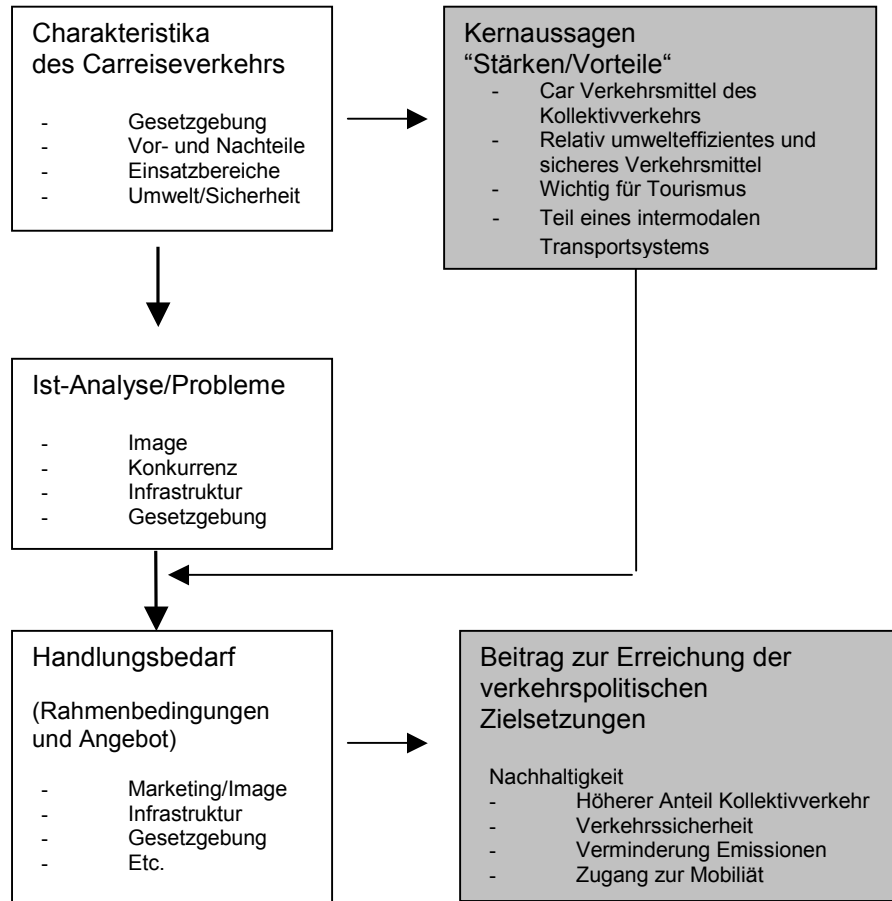 Charakteristika
des Carreiseverkehrs
- Gesetzgebung
- Vor- und Nachteile
- Einsatzbereiche
- Umwelt/Sicherheit
Kernaussagen
“Stärken/Vorteile“
- Car Verkehrsmittel des
Kollektivverkehrs
- Relativ umwelteffizientes und
sicheres Verkehrsmittel
- Wichtig für Tourismus
- Teil eines intermodalen
Transportsystems
Ist-Analyse/Probleme
- Image
- Konkurrenz
- Infrastruktur
- Gesetzgebung
Handlungsbedarf
(Rahmenbedingungen
und Angebot)
- Marketing/Image
- Infrastruktur
- Gesetzgebung
- Etc.
Beitrag zur Erreichung der
verkehrspolitischen
Zielsetzungen
Nachhaltigkeit
- Höherer Anteil Kollektivverkehr
- Verkehrssicherheit
- Verminderung Emissionen
- Zugang zur Mobiliät